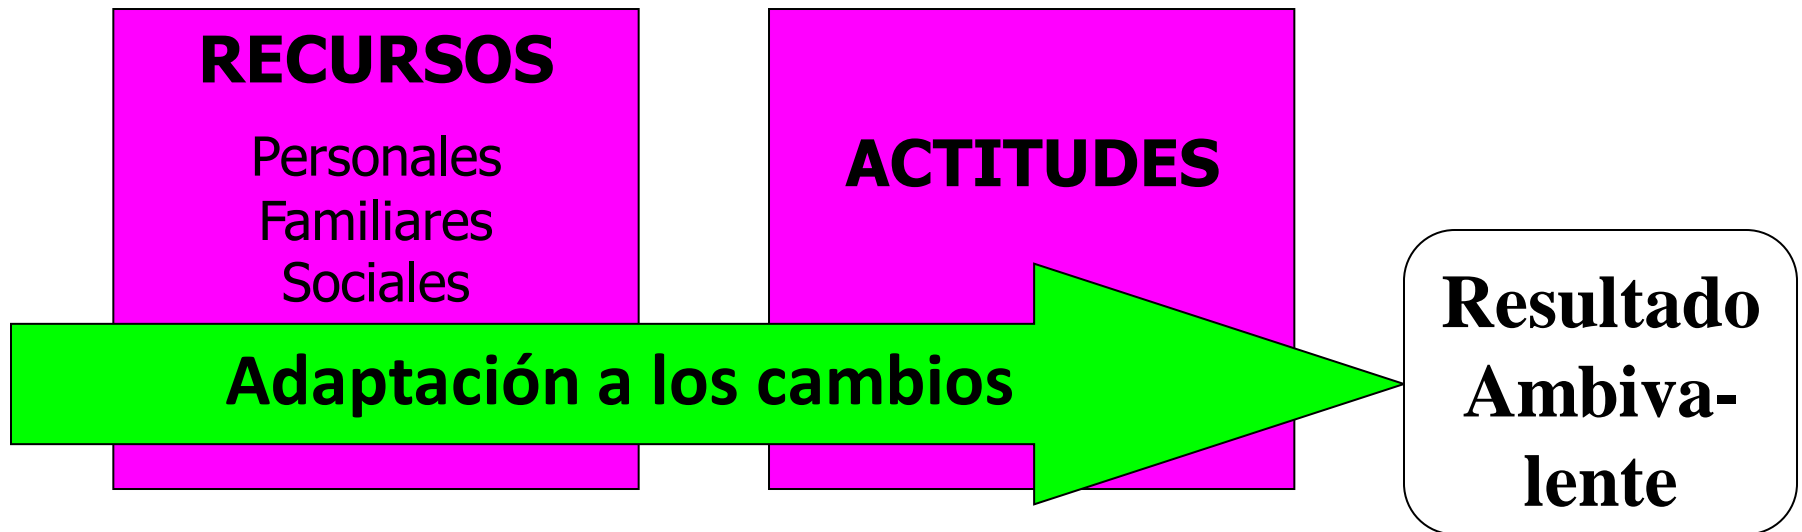 RECURSOS
Personales
Familiares
Sociales
ACTITUDES
Adaptación a los cambios
Resultado
Ambiva-
lente